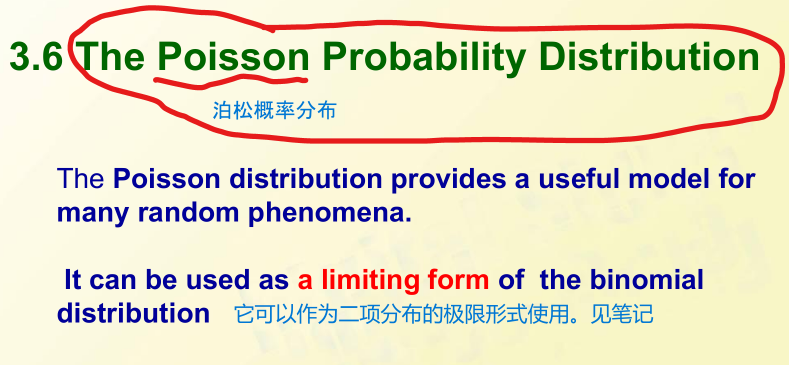 3.6 The Poisson Probability Distribution
泊松概率分布
The Poisson distribution provides a useful model for
many random phenomena.
It can be used as a limiting form of the binomial
distribution 它可以作为二项分布的极限形式使用。见笔记